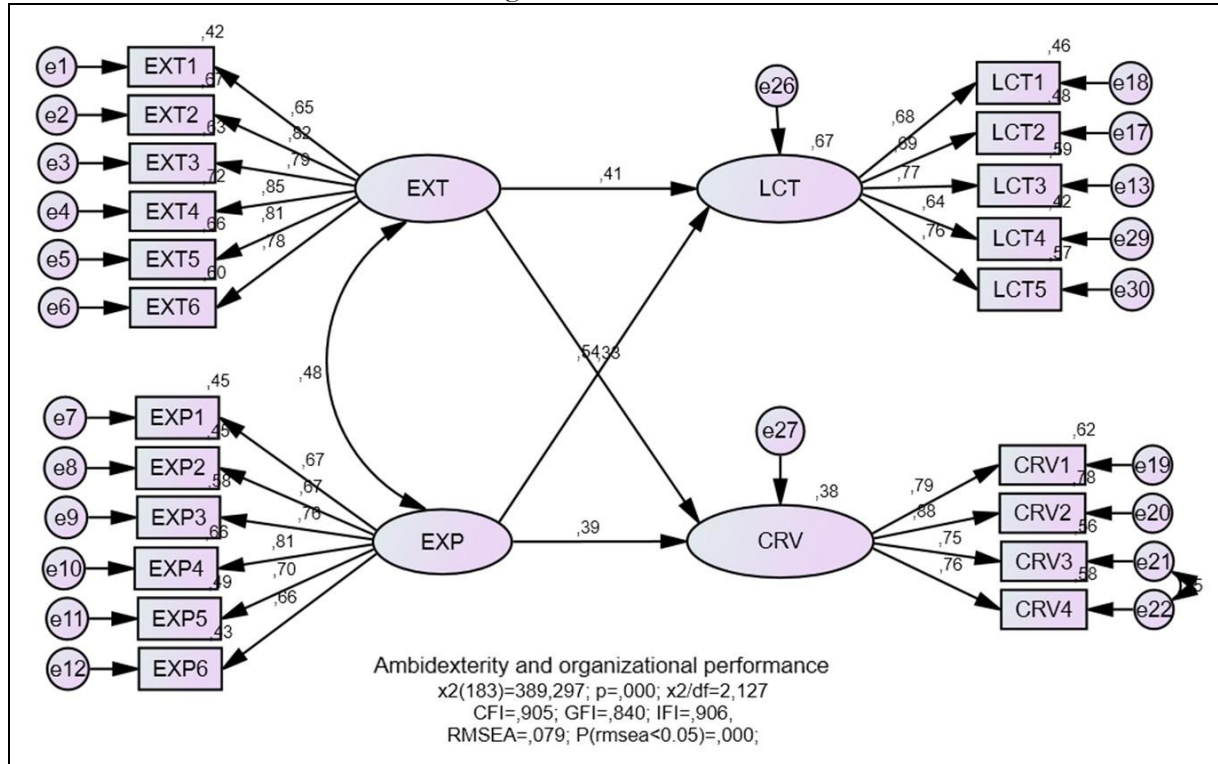 ,42
e1 EXT1
,67
e2 EXT2
,63
e3 EXT3
,72
e4 EXT4
,66
e5 EXT5
,60
e6 EXT6
,65
,82
,79
,85
,81
,78
EXT
,41
e26
,67
LCT
,68
,69
,77
,64
,76
,46
LCT1 e18
,48
LCT2 e17
,59
LCT3 e13
,42
LCT4 e29
,57
LCT5 e30
,48
,54
,33
,45
e7 EXP1
,45
e8 EXP2
,58
e9 EXP3
,66
e10 EXP4
,49
e11 EXP5
,43
e12 EXP6
,67
,67
,76
,81
,70
,66
EXP
,39
e27
,38
CRV
,79
,88
,75
,76
,62
CRV1 e19
,78
CRV2 e20
,56
CRV3 e21
,58
CRV4 e22
Ambidexterity and organizational performance
x2(183)=389,297; p=,000; x2/df=2,127
CFI=,905; GFI=,840; IFI=,906,
RMSEA=,079; P(rmsea<0.05)=,000;